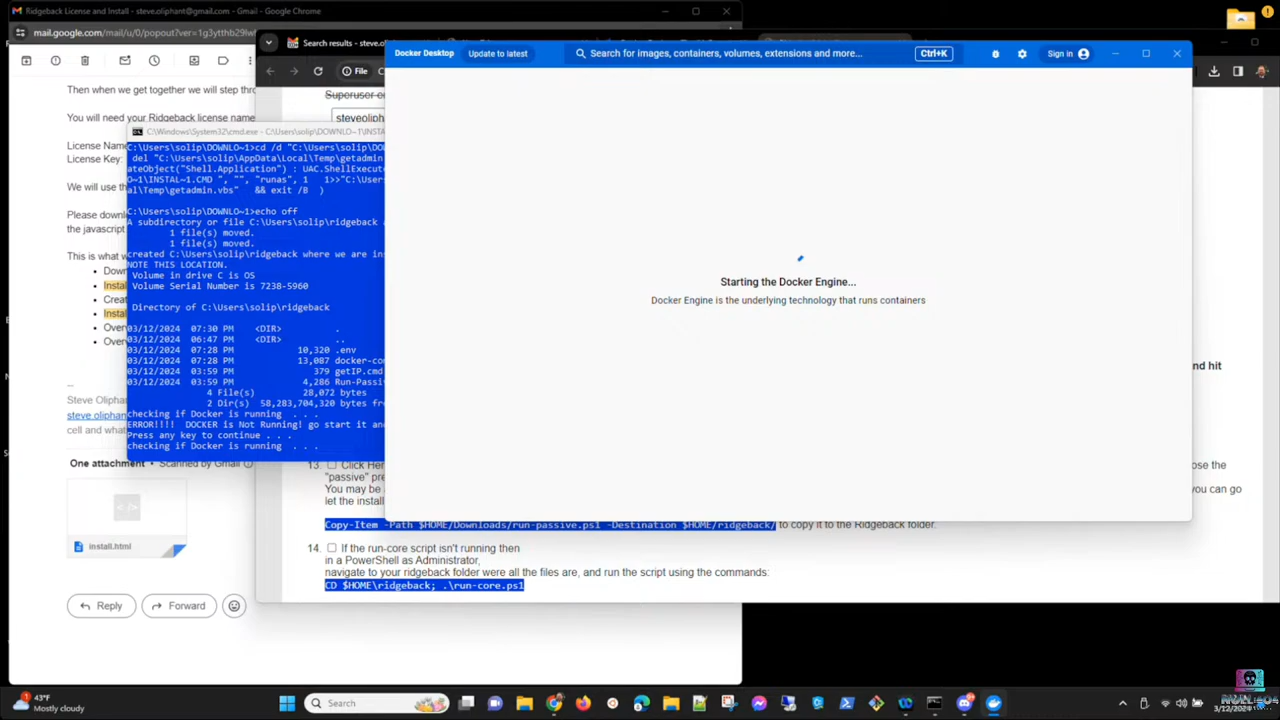 Ridgeback License and Install - steve.oliphant@gmail.com - Gmail - Google Chrome
mail.google.com/mail/u/0/popout?ver=
Search results - steve.o
File
Then when we get together we will step thro
You will need your Ridgeback license name
License Nam
License Key:
We will use th
Please downl
the javascript
This is what w
Down
Instal
Creat
Instal
Over
Over
--
Steve Oliphant
steve.oliphan
cell and what
One attachment • Scanned by Gmail
install.html
Reply
Forward
Superuser e
steveoliph
C:\Windows\System32\cmd.exe - C:\Users\solip\DOWNLO~1\INST
C:\Users\solip\DOWNLO~1>cd /d "C:\Users\solip\DO
del "C:\Users\solip\AppData\Local\Temp\getadmin
ateObject("Shell.Application") : UAC.ShellExecut
O~1\INSTAL~1.CMD ", "", "runas", 1 1>>"C:\Users
al\Temp\getadmin.vbs" && exit /B )
C:\Users\solip\DOWNLO~1>echo off
A subdirectory or file C:\Users\solip\ridgeback a
1 file(s) moved.
1 file(s) moved.
created C:\Users\solip\ridgeback where we are ins
NOTE THIS LOCATION.
Volume in drive C is OS
Volume Serial Number is 7238-5960
Directory of C:\Users\solip\ridgeback
03/12/2024 07:30 PM <DIR> .
03/12/2024 06:47 PM <DIR> ..
03/12/2024 07:28 PM 10,320 .env
03/12/2024 07:28 PM 13,087 docker-com
03/12/2024 03:59 PM 379 getIP.cmd
03/12/2024 03:59 PM 4,286 Run-Passi
4 File(s) 28,072 bytes
2 Dir(s) 58,283,704,320 bytes fre
checking if Docker is running . . .
ERROR!!!! DOCKER is Not Running! go start it and
Press any key to continue . . .
checking if Docker is running . . .
Docker Desktop
Update to latest
Search for images, containers, volumes, extensions and more...
Ctrl+K
Sign in
Starting the Docker Engine...
Docker Engine is the underlying technology that runs containers
nd hit
13. Click Her
ose the
"passive" pre
You may be
you can go
let the install
Copy-Item -Path $HOME/Downloads/run-passive.ps1 -Destination $HOME/ridgeback/ to copy it to the Ridgeback folder.
14. If the run-core script isn't running then
in a PowerShell as Administrator,
navigate to your ridgeback folder were all the files are, and run the script using the commands:
CD $HOME\ridgeback; .\run-core.ps1
1
43°F
Mostly cloudy
Search
3/12/2024